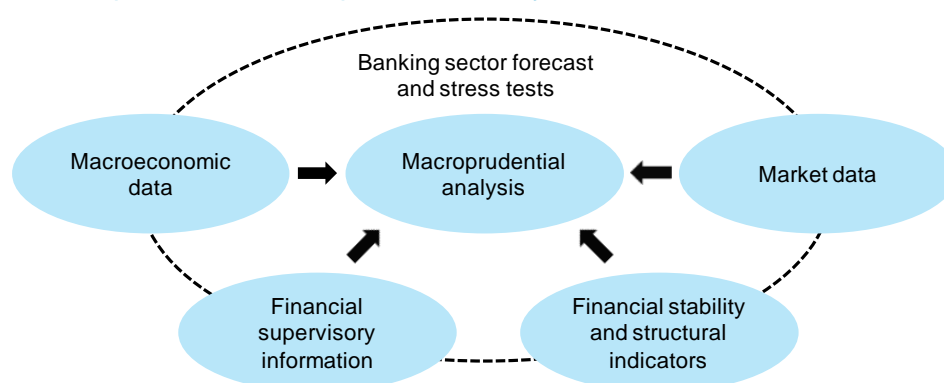 Banking sector forecast
and stress tests
Macroeconomic
data
Macroprudential
analysis
Market data
Financial
supervisory
information
Financial stability
and structural
indicators